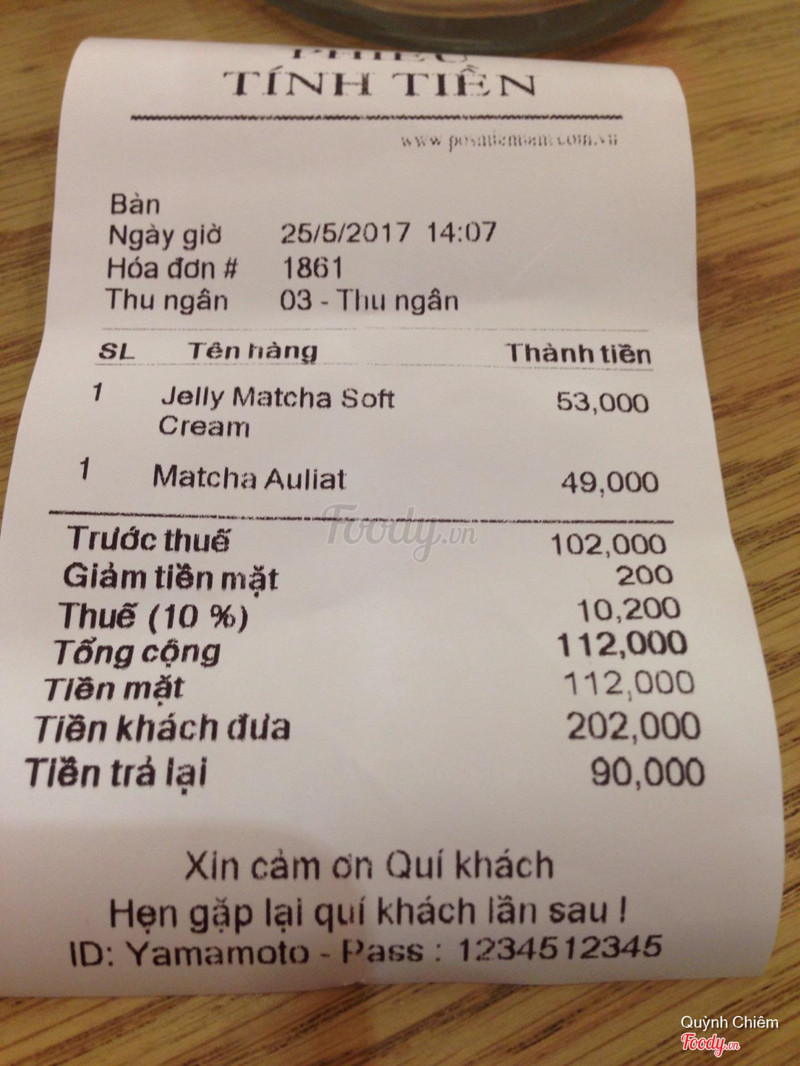 PHIẾU
TÍNH TIỀN
Bàn
Ngày giờ 25/5/2017 14:07
Hóa đơn # 1861
Thu ngân 03 - Thu ngân
SL Tên hàng Thành tiền
1 Jelly Matcha Soft 53,000
Cream
1 Matcha Auliat 49,000
Foody.vn
Trước thuế 102,000
Giảm tiền mặt 200
Thuế (10 %) 10,200
Tổng cộng 112,000
Tiền mặt 112,000
Tiền khách đưa 202,000
Tiền trả lại 90,000
Xin cảm ơn Quí khách
Hẹn gặp lại quí khách lần sau !
ID: Yamamoto - Pass : 1234512345
Quỳnh Chiêm
Foody.vn